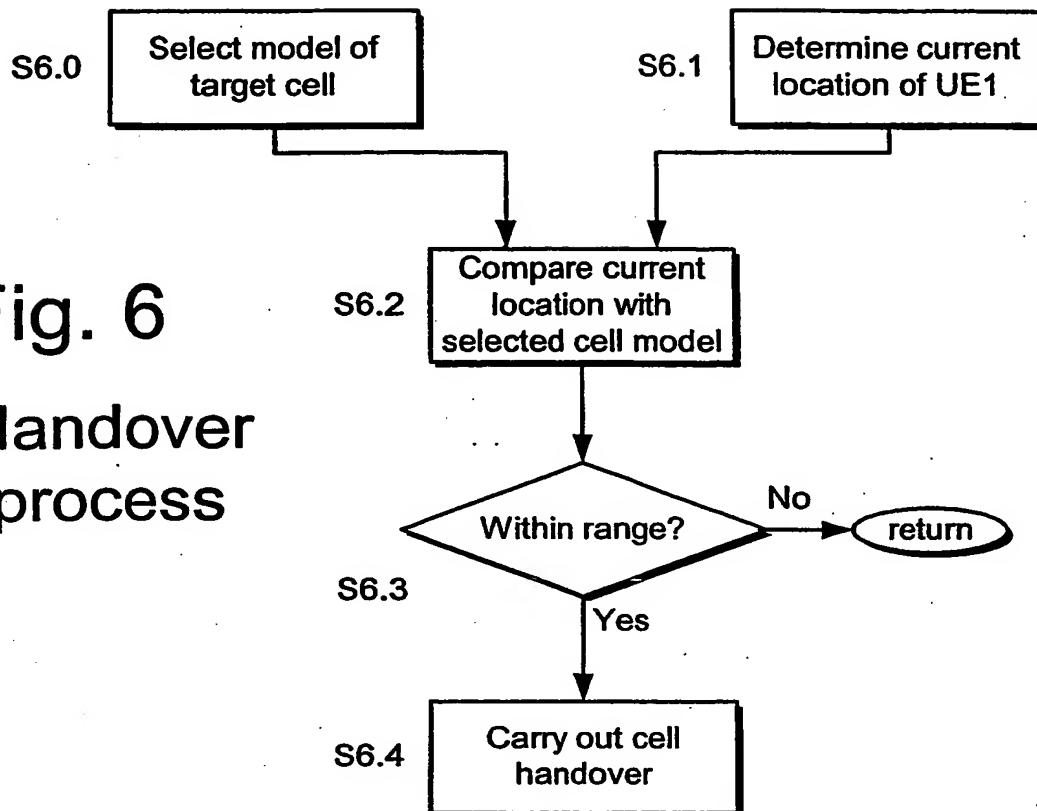 S6.0
Select model of
target cell
S6.1
Determine current
location of UE1
ig. 6
andover
process
S6.2
Compare current
location with
selected cell model
S6.3
Within range?
No
return
Yes
S6.4
Carry out cell
handover